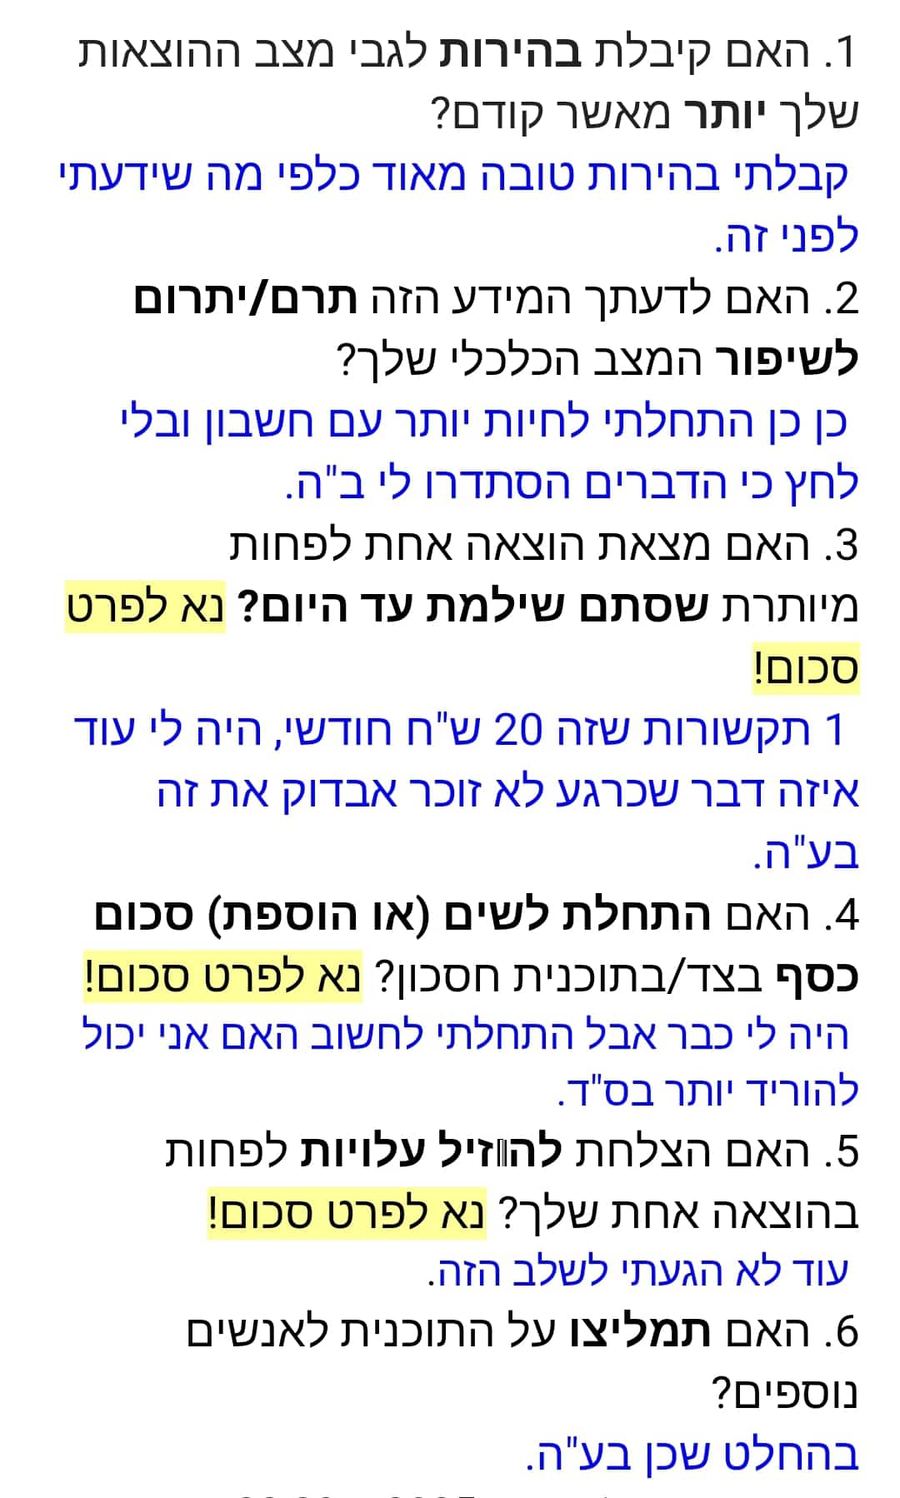 1. האם קיבלת בהירות לגבי מצב ההוצאות
שלך יותר מאשר קודם?
קבלתי בהירות טובה מאוד כלפי מה שידעתי
לפני זה.
2. האם לדעתך המידע הזה תרם/יתרום
לשיפור המצב הכלכלי שלך?
כן כן התחלתי לחיות יותר עם חשבון ובלי
לחץ כי הדברים הסתדרו לי ב"ה.
3. האם מצאת הוצאה אחת לפחות
מיותרת שסתם שילמת עד היום? נא לפרט
סכום!
1 תקשורות שזה 20 ש"ח חודשי, היה לי עוד
איזה דבר שכרגע לא זוכר אבדוק את זה
בע"ה.
4. האם התחלת לשים (או הוספת) סכום
כסף בצד/בתוכנית חסכון? נא לפרט סכום!
היה לי כבר אבל התחלתי לחשוב האם אני יכול
להוריד יותר בס"ד.
5. האם הצלחת להוזיל עלויות לפחות
בהוצאה אחת שלך? נא לפרט סכום!
עוד לא הגעתי לשלב הזה.
6. האם תמליצו על התוכנית לאנשים
נוספים?
בהחלט שכן בע"ה.